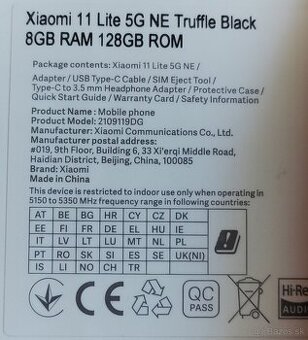 Xiaomi 11 Lite 5G NE Truffle Black
8GB RAM 128GB ROM
Package contents: Xiaomi 11 Lite 5G NE /
Adapter / USB Type-C Cable / SIM Eject Tool /
Type-C to 3.5 mm Headphone Adapter / Protective Case /
Quick Start Guide / Warranty Card / Safety Information
Product Name : Mobile phone
Product Model: 2109119DG
Manufacturer: Xiaomi Communications Co., Ltd.
Manufacturer postal address:
#019, 9th Floor, Building 6, 33 Xi'erqi Middle Road,
Haidian District, Beijing, China, 100085
Brand: Xiaomi
Made in China
This device is restricted to indoor use only when operating in
5150 to 5350 MHz frequency range in following countries:
AT BE BG HR CY CZ DK
EE FI FR DE EL HU IE
IT LV LT LU MT NL PL
PT RO SK SI ES SE UK(NI)
IS LI NO CH TR
CE
QC
PASS
Hi-Re
AUDI
bazos.sk